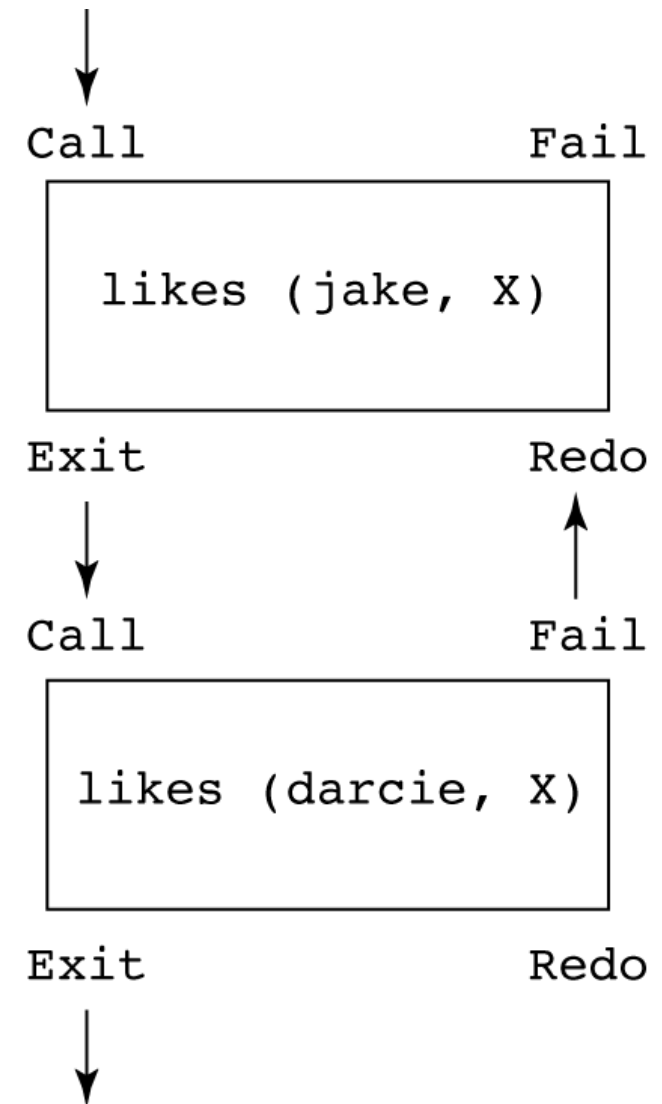 Call Fail
likes (jake, X)
Exit Redo
Call Fail
likes (darcie, X)
Exit Redo